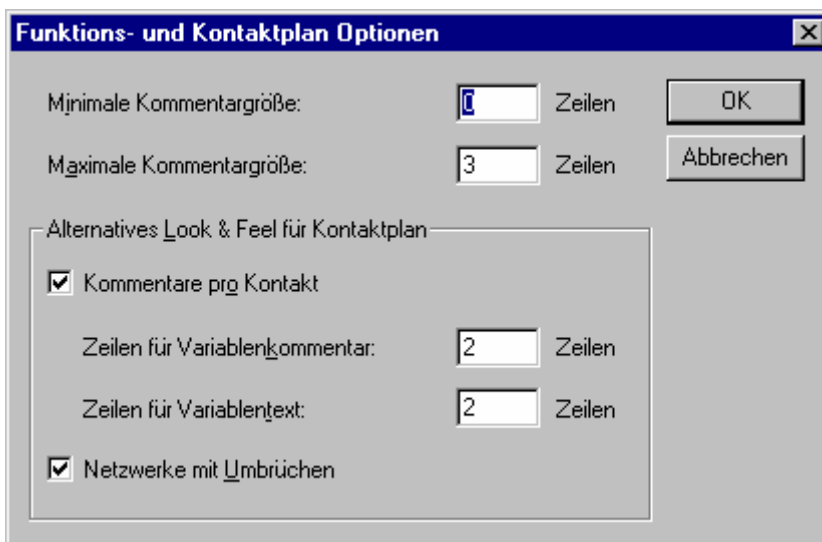 Funktions- und Kontaktplan Optionen
Minimale Kommentargröße: 0 Zeilen
OK
Maximale Kommentargröße: 3 Zeilen
Abbrechen
Alternatives Look & Feel für Kontaktplan
Kommentare pro Kontakt
Zeilen für Variablenkommentar: 2 Zeilen
Zeilen für Variablentext: 2 Zeilen
Netzwerke mit Umbrüchen